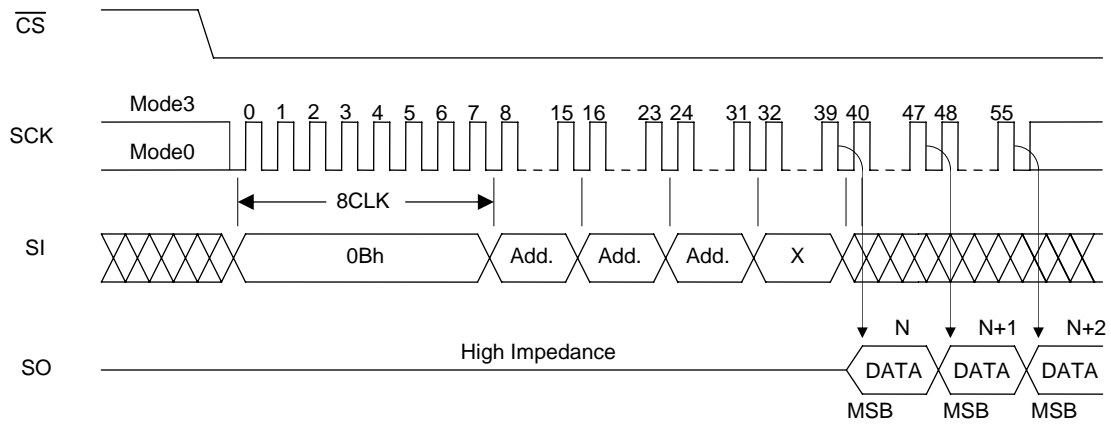 CS
Mode3
0 1 2 3 4 5 6 7 8 15 16 23 24 31 32 39 40 47 48 55
SCK
Mode0
8CLK
SI
0Bh Add. Add. Add. X
N N+1 N+2
High Impedance
SO
DATA DATA DATA
MSB MSB MSB